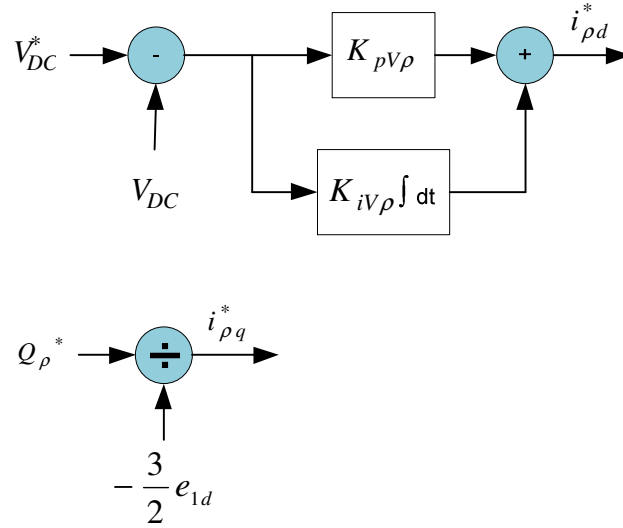 V*DC
-
KpVρ
+
i*ρd
VDC
KiVρ ∫ dt
Qρ*
÷
i*ρq
- 3/2 e1d